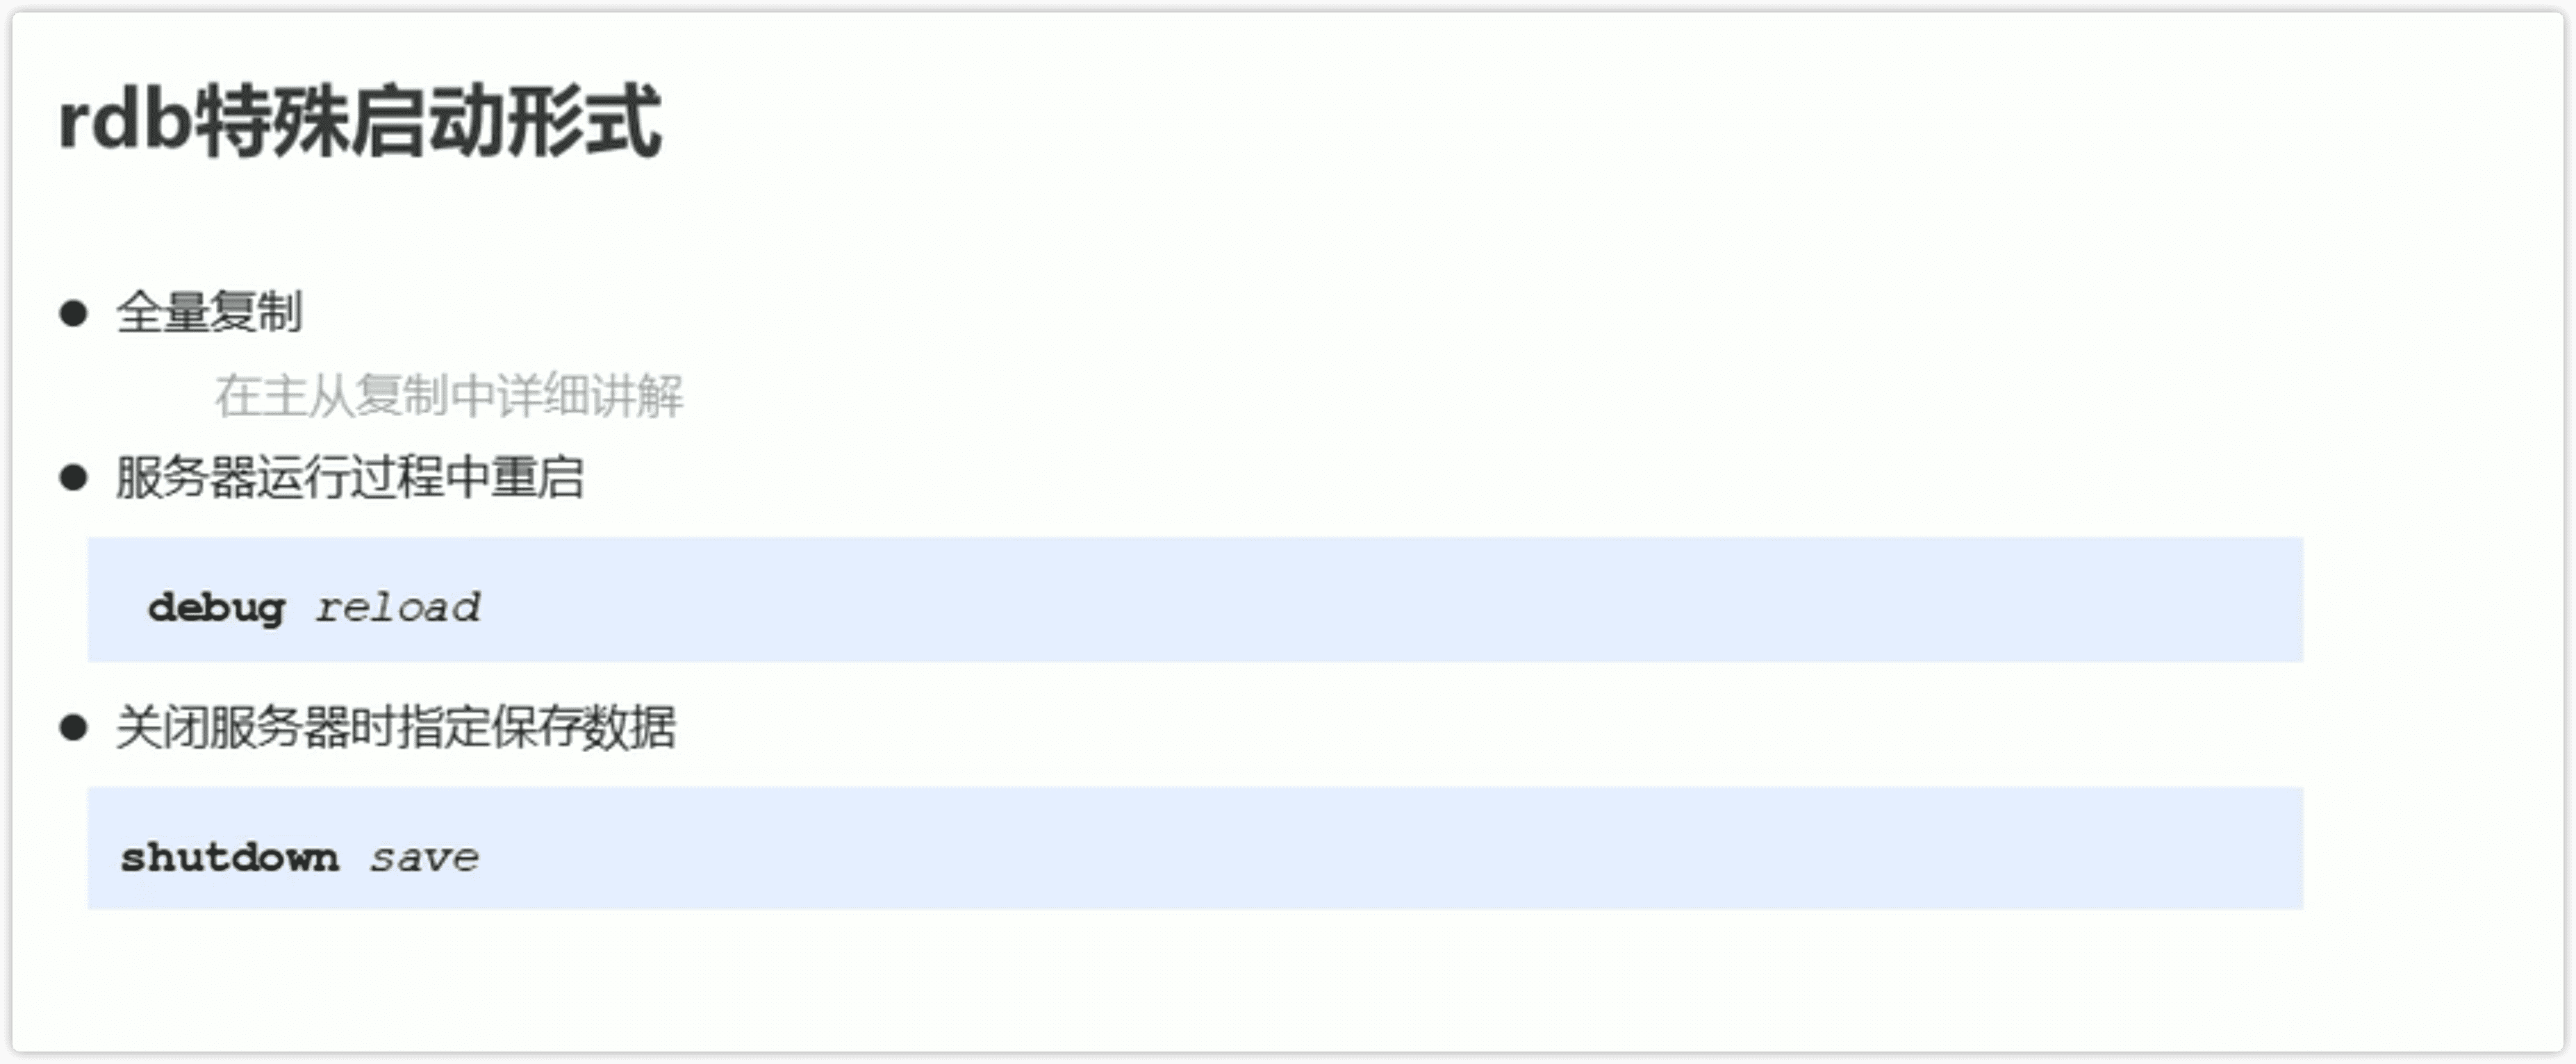 rdb特殊启动形式
● 全量复制
在主从复制中详细讲解
● 服务器运行过程中重启
debug reload
● 关闭服务器时指定保存数据
shutdown save